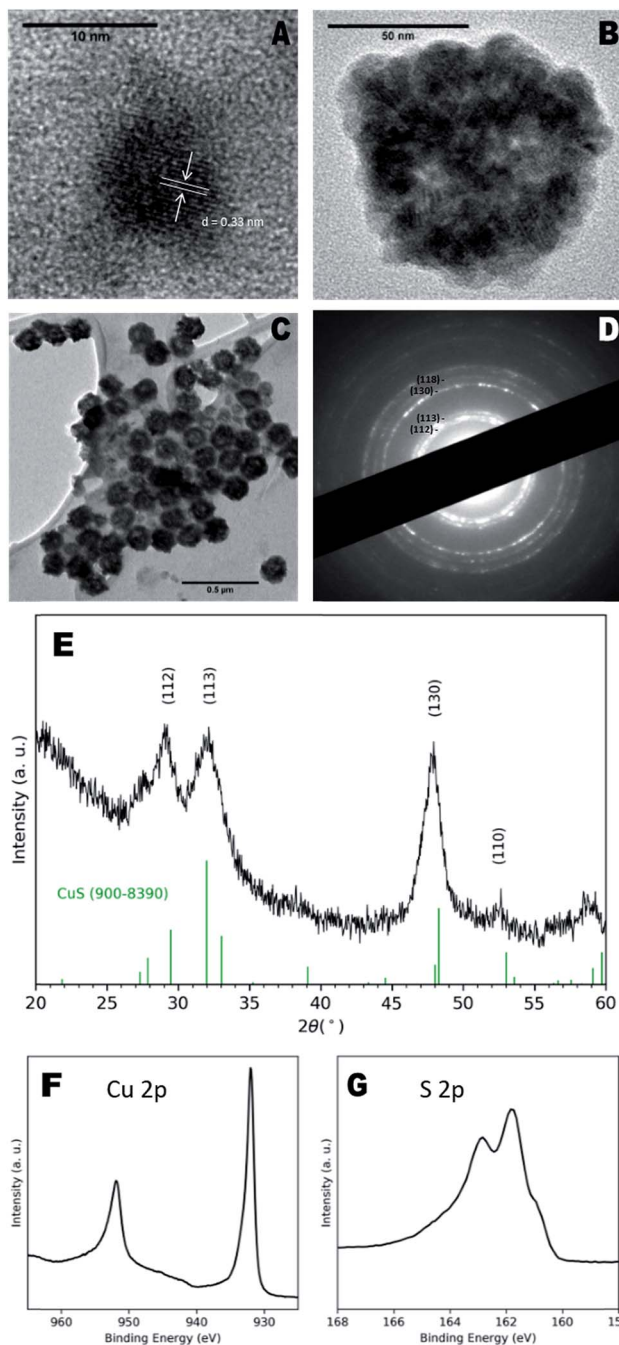 A
10 nm
d = 0.33 nm
B
50 nm
C
0.5 µm
D
(118) -
(130) -
(113) -
(112) -
E
(112)
(113)
(130)
(110)
CuS (900-8390)
Intensity (a. u.)
20 25 30 35 40 45 50 55 60
2θ(°)
F
Cu 2p
Intensity (a. u.)
960 950 940 930
Binding Energy (eV)
G
S 2p
Intensity (a. u.)
168 166 164 162 160 15
Binding Energy (eV)